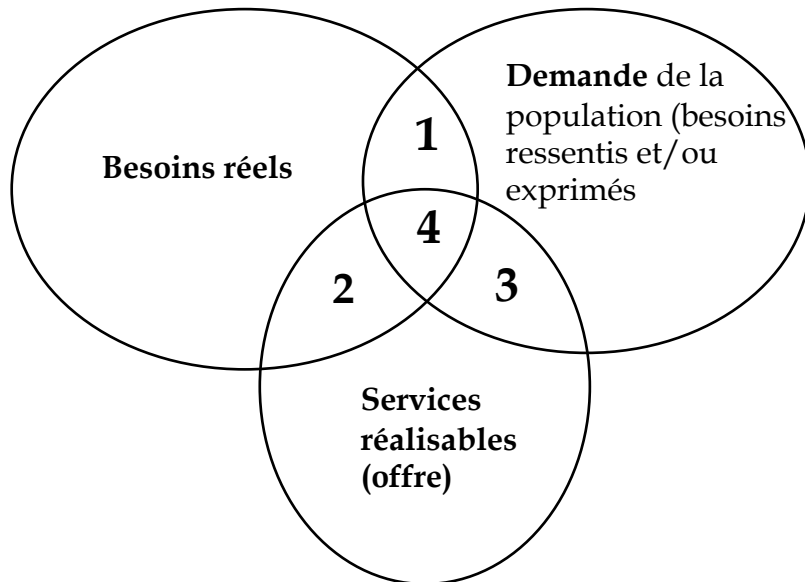 Demande de la
population (besoins
ressentis et/ou
exprimés
1
Besoins réels
4
2
3
Services
réalisables
(offre)